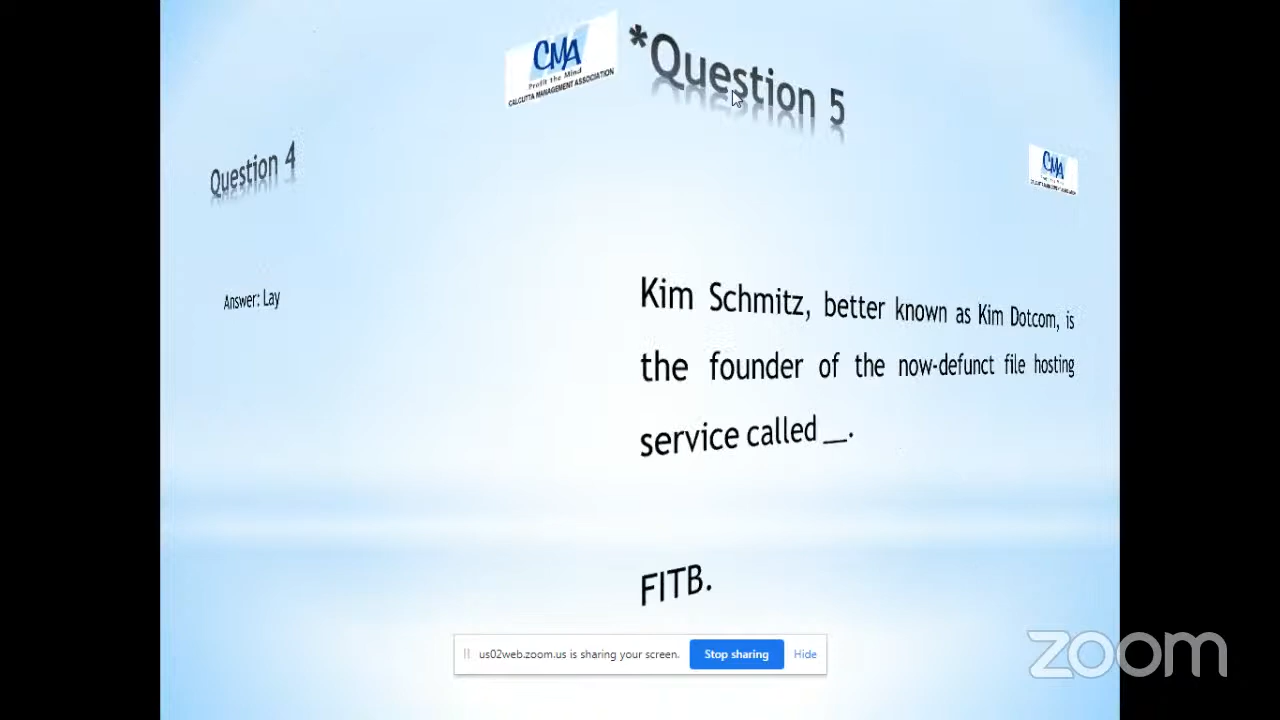 CMA
Profit the Mind
CALCUTTA MANAGEMENT ASSOCIATION
*Question 5
Question 4
CMA
Answer: Lay
Kim Schmitz, better known as Kim Dotcom, is
the founder of the now-defunct file hosting
service called __.
FITB.
us02web.zoom.us is sharing your screen.
Stop sharing
Hide
zoom